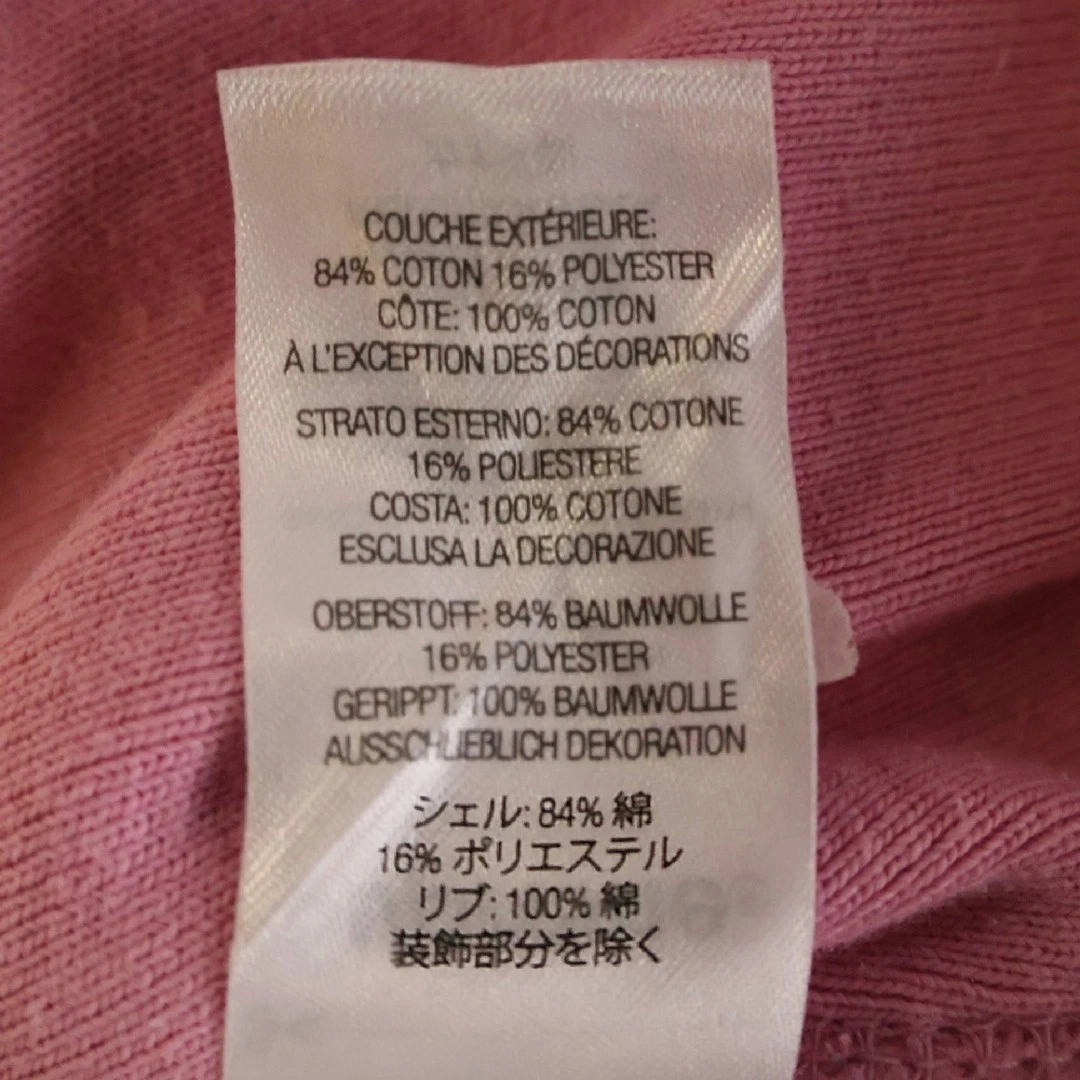 COUCHE EXTÉRIEURE:
84% COTON 16% POLYESTER
CÔTE: 100% COTON
À L'EXCEPTION DES DÉCORATIONS
STRATO ESTERNO: 84% COTONE
16% POLIESTERE
COSTA: 100% COTONE
ESCLUSA LA DECORAZIONE
OBERSTOFF: 84% BAUMWOLLE
16% POLYESTER
GERIPPT: 100% BAUMWOLLE
AUSSCHLIEẞLICH DEKORATION
シェル: 84% 綿
16% ポリエステル
リブ: 100% 綿
装飾部分を除く